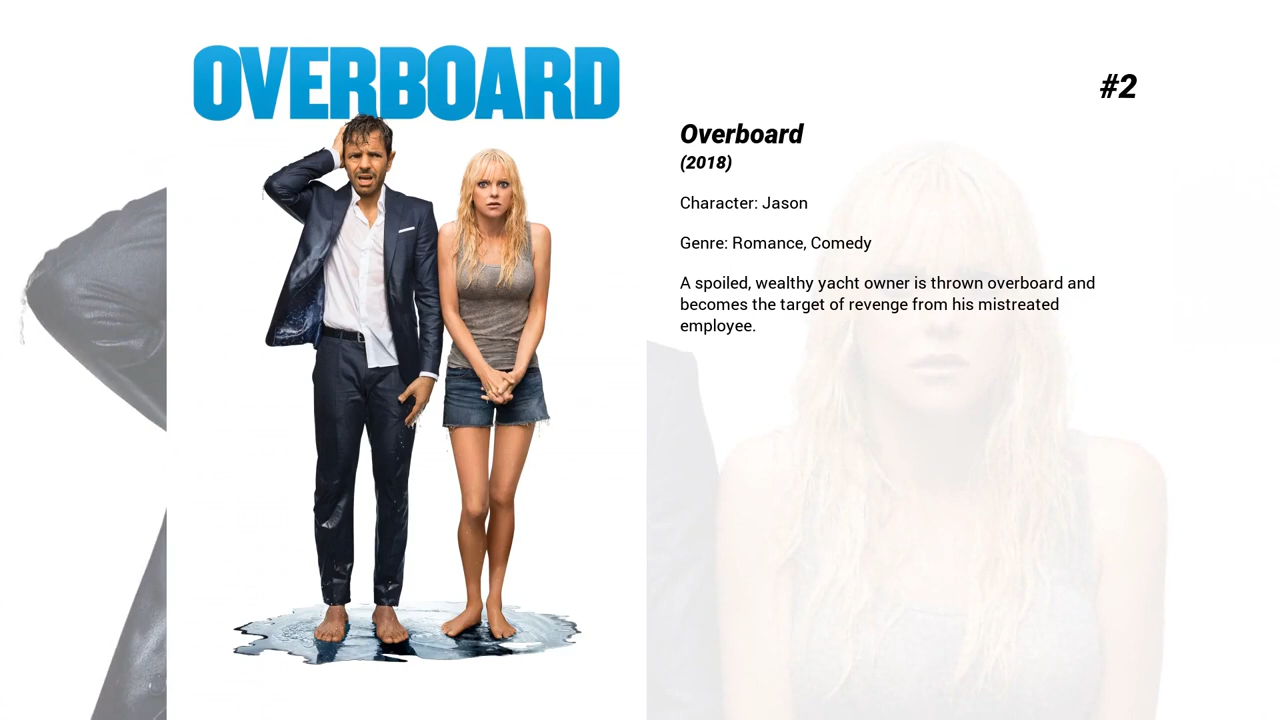 OVERBOARD
#2
Overboard
(2018)
Character: Jason
Genre: Romance, Comedy
A spoiled, wealthy yacht owner is thrown overboard and
becomes the target of revenge from his mistreated
employee.